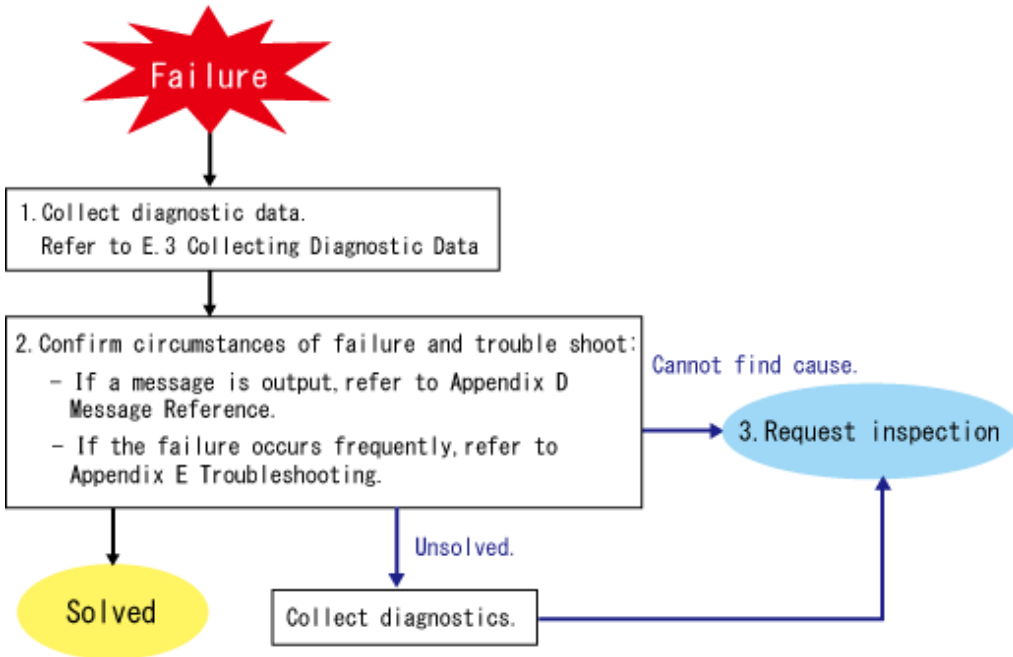 Failure
1.Collect diagnostic data.
Refer to E.3 Collecting Diagnostic Data
2.Confirm circumstances of failure and trouble shoot:
- If a message is output,refer to Appendix D
Message Reference.
- If the failure occurs frequently,refer to
Appendix E Troubleshooting.
Cannot find cause.
3.Request inspection
Unsolved.
Solved
Collect diagnostics.